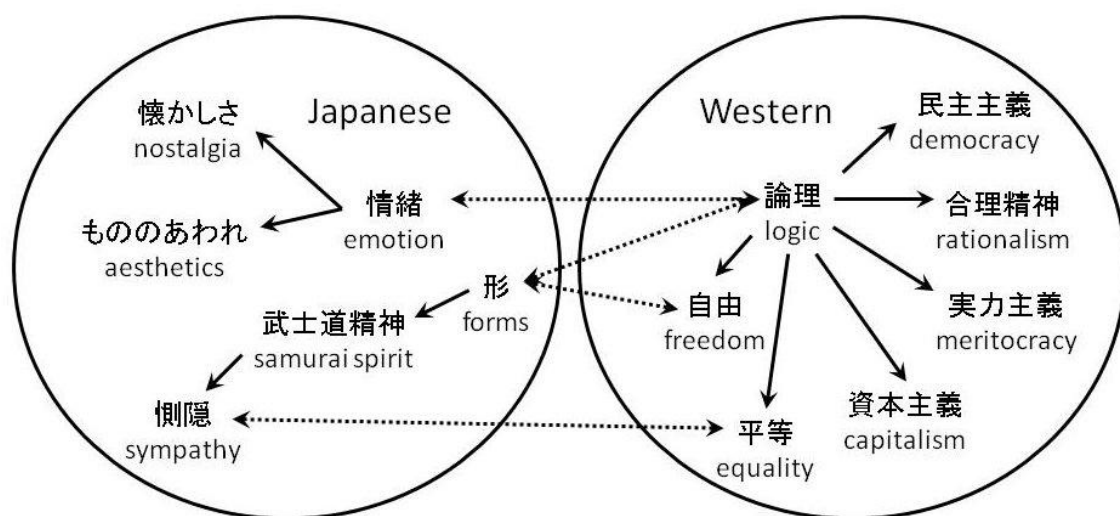 Japanese
懐かしさ
nostalgia
情緒
emotion
もののあわれ
aesthetics
形
forms
武士道精神
samurai spirit
惻隠
sympathy
Western
民主主義
democracy
論理
logic
合理精神
rationalism
自由
freedom
実力主義
meritocracy
資本主義
capitalism
平等
equality